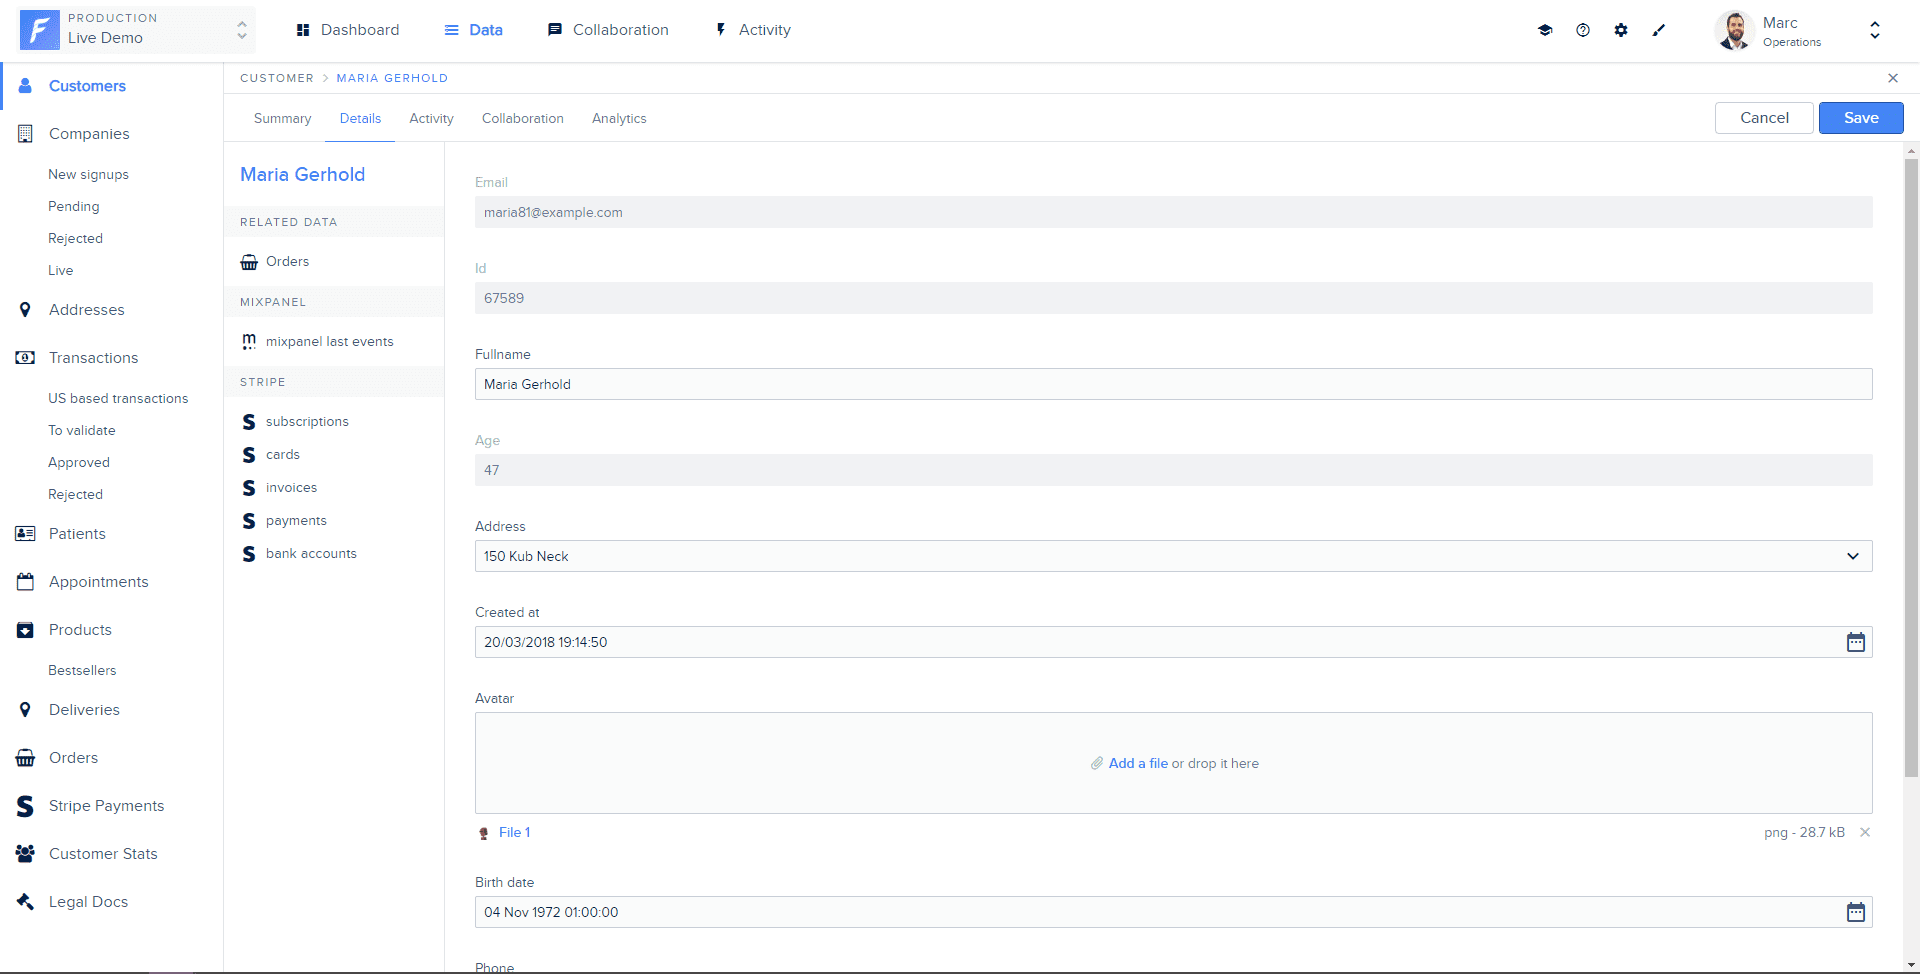 PRODUCTION
Live Demo
Dashboard
Data
Collaboration
Activity
Marc
Operations
Customers
Companies
New signups
Pending
Rejected
Live
Addresses
Transactions
US based transactions
To validate
Approved
Rejected
Patients
Appointments
Products
Bestsellers
Deliveries
Orders
Stripe Payments
Customer Stats
Legal Docs
CUSTOMER > MARIA GERHOLD
Summary
Details
Activity
Collaboration
Analytics
Cancel
Save
Maria Gerhold
RELATED DATA
Orders
MIXPANEL
mixpanel last events
STRIPE
subscriptions
cards
invoices
payments
bank accounts
Email
maria81@example.com
Id
67589
Fullname
Maria Gerhold
Age
47
Address
150 Kub Neck
Created at
20/03/2018 19:14:50
Avatar
Add a file or drop it here
File 1
png - 28.7 kB
Birth date
04 Nov 1972 01:00:00
Phone